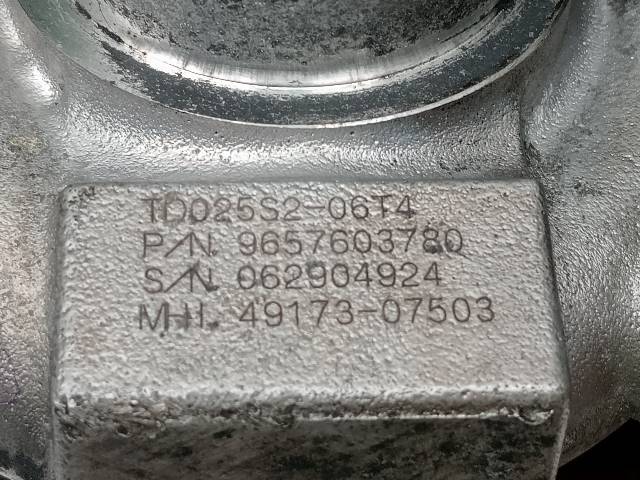 TD025S2-06T4
P/N. 9657603780
S/N. 062904924
MHI. 49173-07503